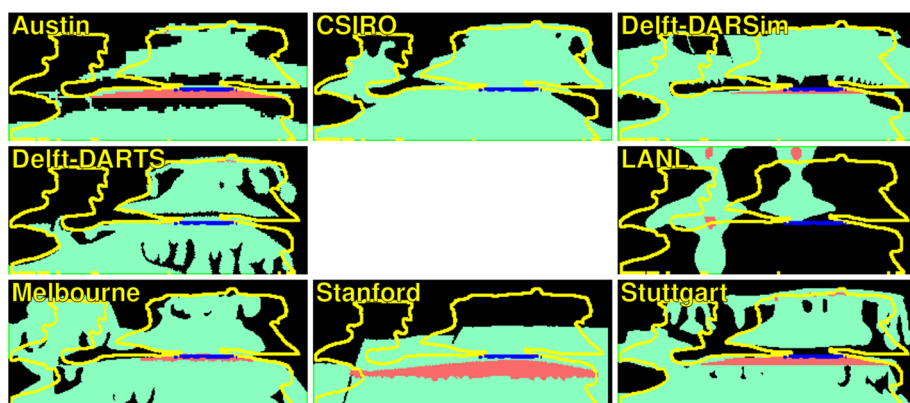 Austin
CSIRO
Delft-DARSim
Delft-DARTS
LANL
Melbourne
Stanford
Stuttgart